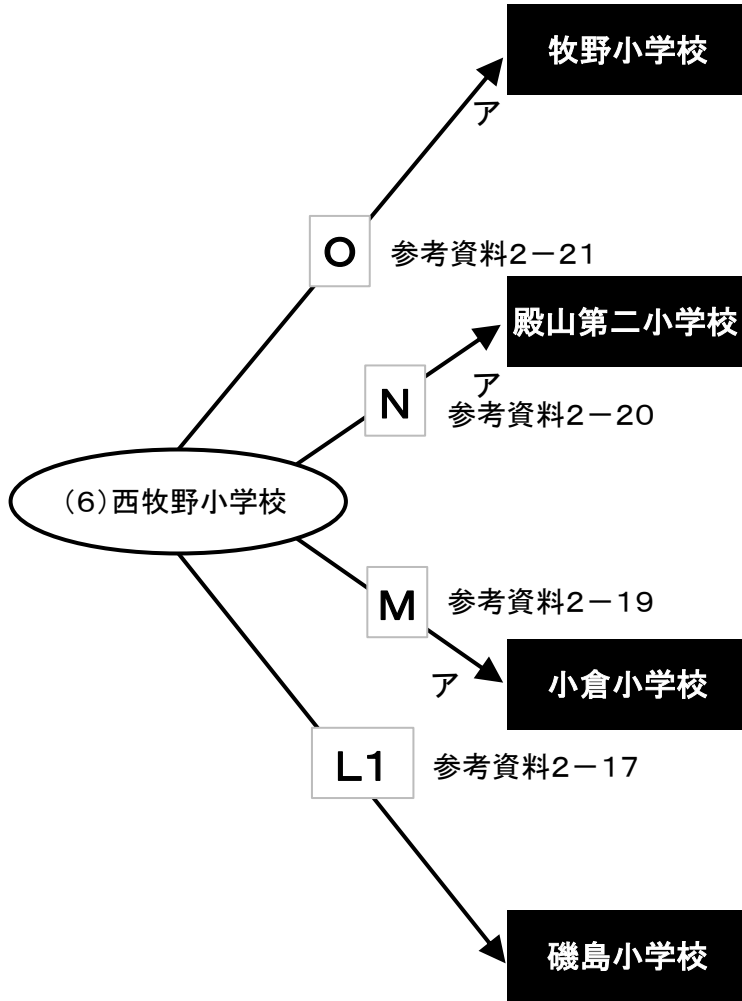 牧野小学校
ア
O
参考資料2-21
殿山第二小学校
ア
N
参考資料2-20
(6)西牧野小学校
M
参考資料2-19
ア
小倉小学校
L1
参考資料2-17
磯島小学校